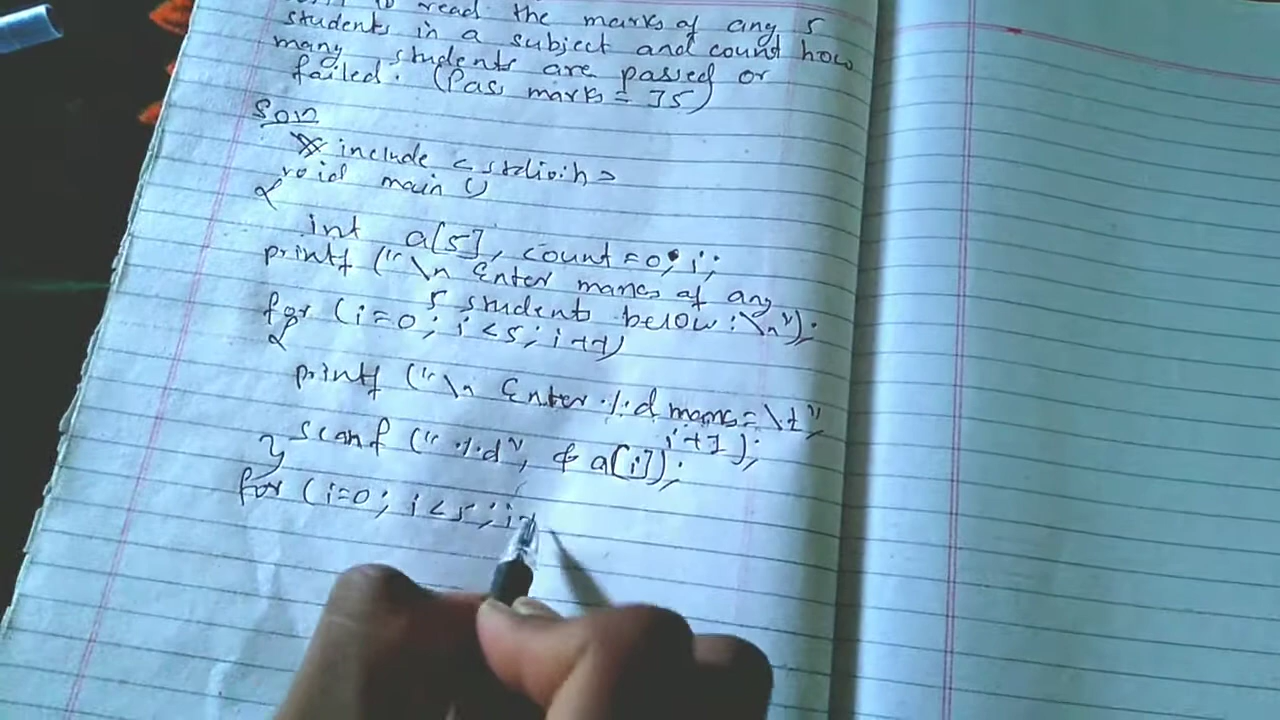 to read the marks of any 5
students in a subject and count how
many students are passed or
failed. (Pass marks = 35)
Soln
include <stdio.h>
void main ()
{
int a[5], count = 0, i;
printf ("\n Enter marks of any
5 students below :\n");
for (i=0; i<5; i++)
{
printf ("\n Enter %d marks=\t",
i+1);
scanf ("%d", &a[i]);
}
for (i=0; i<5; i+